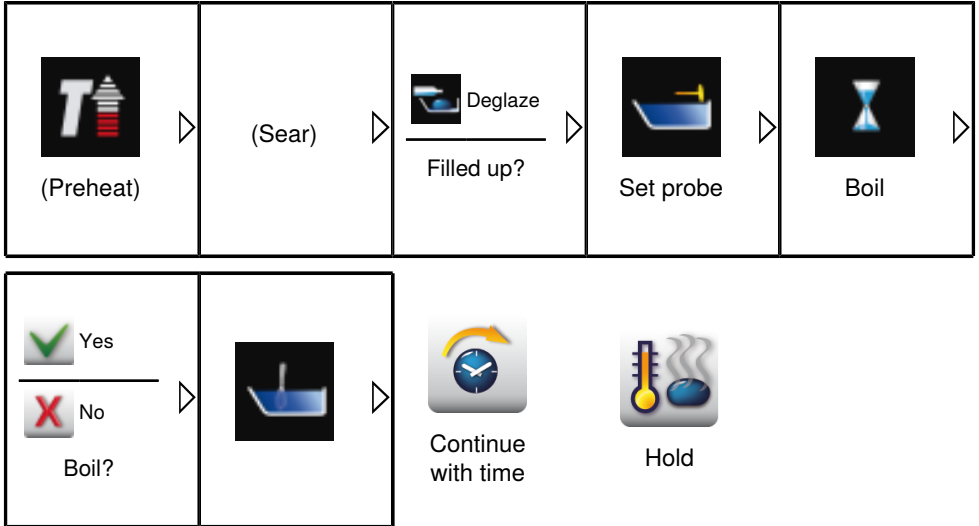 (Preheat)
(Sear)
Deglaze
Filled up?
Set probe
Boil
Yes
No
Boil?
Continue
with time
Hold